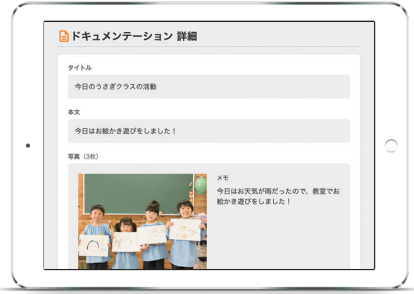 ドキュメンテーション 詳細
タイトル
今日のうさぎクラスの活動
本文
今日はお絵かき遊びをしました！
写真（3枚）
メモ
今日はお天気が雨だったので、教室でお
絵かき遊びをしました！